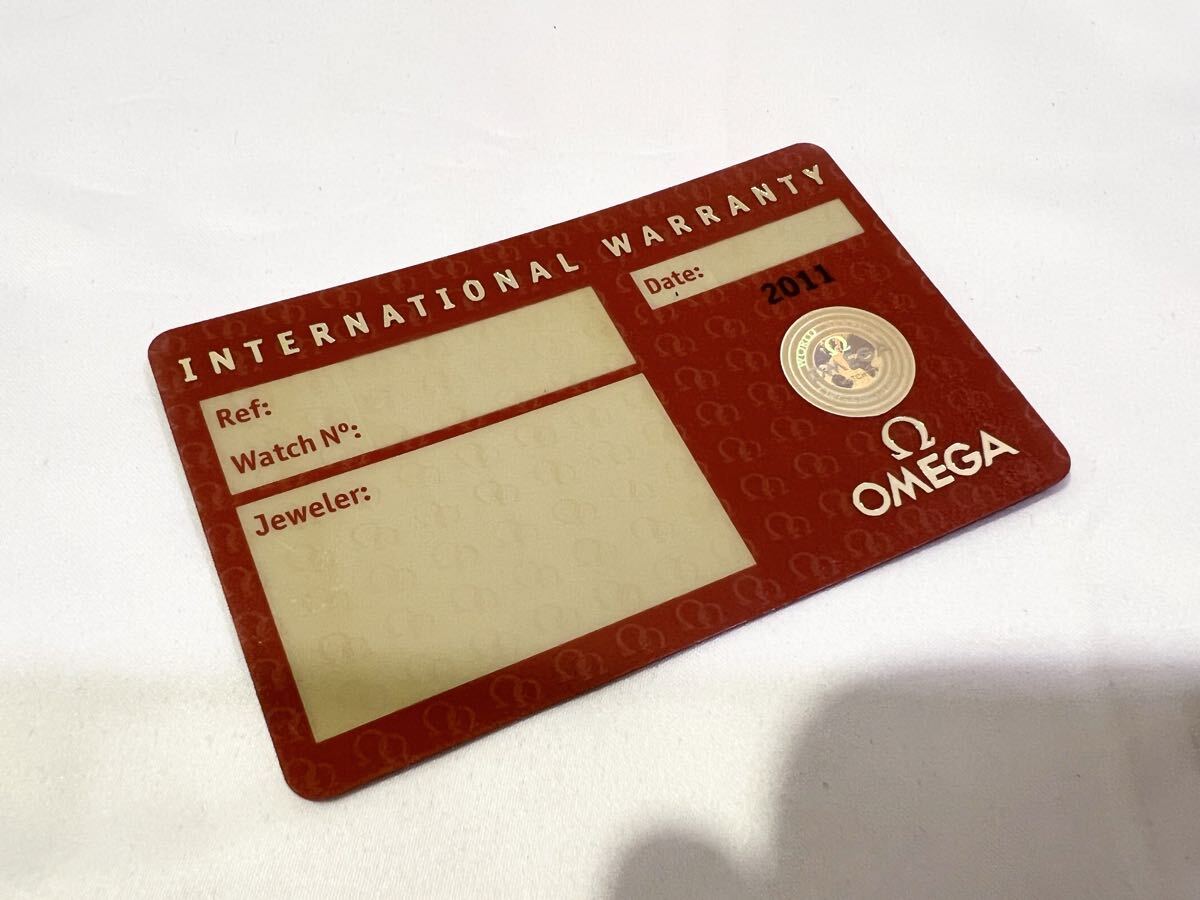 INTERNATIONAL WARRANTY
Ref:
Watch Nº:
Jeweler:
Date:
2011
Ω
OMEGA